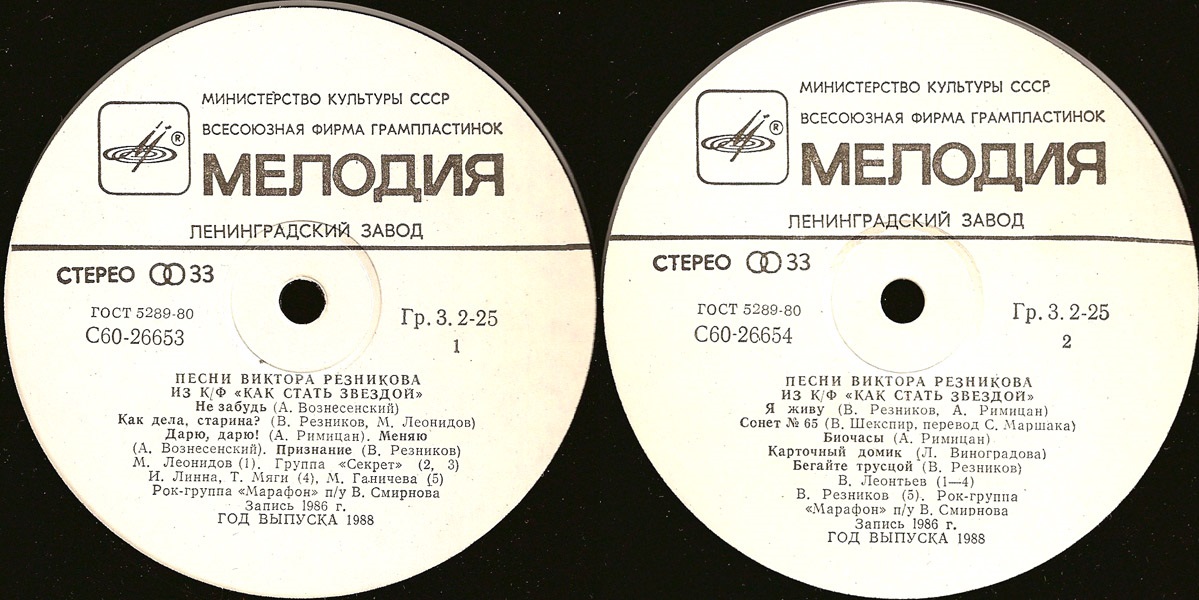 МИНИСТЕРСТВО КУЛЬТУРЫ СССР
ВСЕСОЮЗНАЯ ФИРМА ГРАМПЛАСТИНОК
®
МЕЛОДИЯ
ЛЕНИНГРАДСКИЙ ЗАВОД
СТЕРЕО 33
ГОСТ 5289-80
С60-26653
Гр. 3. 2-25
1
ПЕСНИ ВИКТОРА РЕЗНИКОВА
ИЗ К/Ф «КАК СТАТЬ ЗВЕЗДОЙ»
Не забудь (А. Вознесенский)
Как дела, старина? (В. Резников, М. Леонидов)
Дарю, дарю! (А. Римицан). Меняю
(А. Вознесенский). Признание (В. Резников)
М. Леонидов (1). Группа «Секрет» (2, 3)
И. Линна, Т. Мяги (4), М. Ганичева (5)
Рок-группа «Марафон» п/у В. Смирнова
Запись 1986 г.
ГОД ВЫПУСКА 1988
МИНИСТЕРСТВО КУЛЬТУРЫ СССР
ВСЕСОЮЗНАЯ ФИРМА ГРАМПЛАСТИНОК
®
МЕЛОДИЯ
ЛЕНИНГРАДСКИЙ ЗАВОД
СТЕРЕО 33
ГОСТ 5289-80
С60-26654
Гр. 3. 2-25
2
ПЕСНИ ВИКТОРА РЕЗНИКОВА
ИЗ К/Ф «КАК СТАТЬ ЗВЕЗДОЙ»
Я живу (В. Резников, А. Римицан)
Сонет № 65 (В. Шекспир, перевод С. Маршака)
Биочасы (А. Римицан)
Карточный домик (Л. Виноградова)
Бегайте трусцой (В. Резников)
В. Леонтьев (1—4)
В. Резников (5). Рок-группа
«Марафон» п/у В. Смирнова
Запись 1986 г.
ГОД ВЫПУСКА 1988